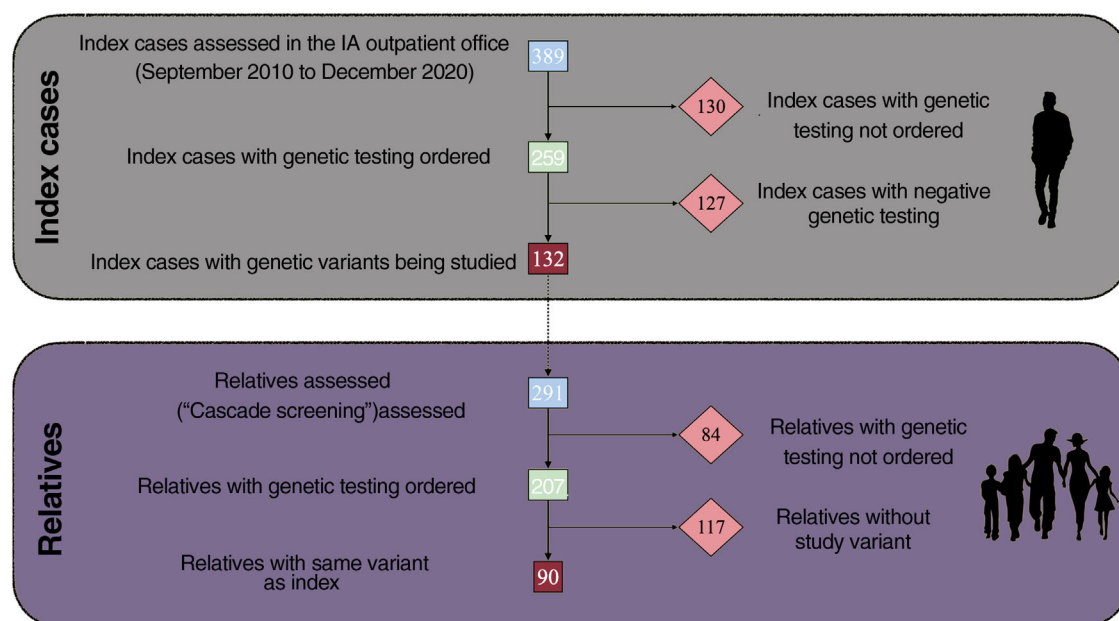 Index cases
Index cases assessed in the IA outpatient office
(September 2010 to December 2020)
389
130
Index cases with genetic
testing not ordered
Index cases with genetic testing ordered
259
127
Index cases with negative
genetic testing
Index cases with genetic variants being studied
132
Relatives
Relatives assessed
(“Cascade screening”)assessed
291
84
Relatives with genetic
testing not ordered
Relatives with genetic testing ordered
207
117
Relatives without
study variant
Relatives with same variant
as index
90